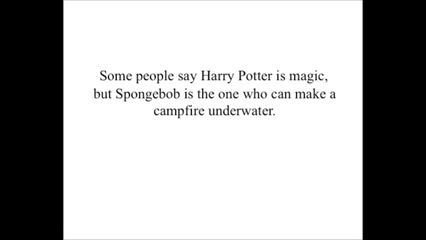 Some people say Harry Potter is magic,
but Spongebob is the one who can make a
campfire underwater.